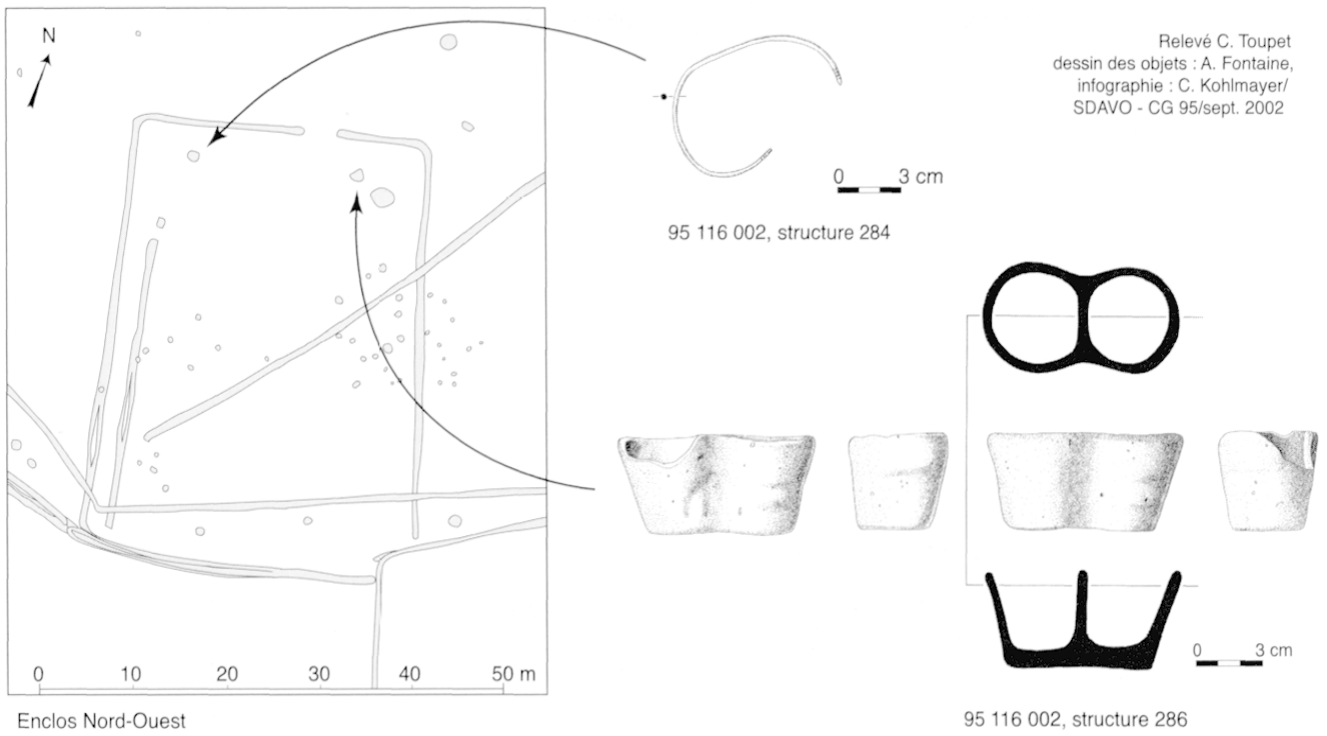 N
Relevé C. Toupet
dessin des objets : A. Fontaine,
infographie : C. Kohlmayer/
SDAVO - CG 95/sept. 2002
0 3 cm
95 116 002, structure 284
0 10 20 30 40 50 m
0 3 cm
Enclos Nord-Ouest
95 116 002, structure 286